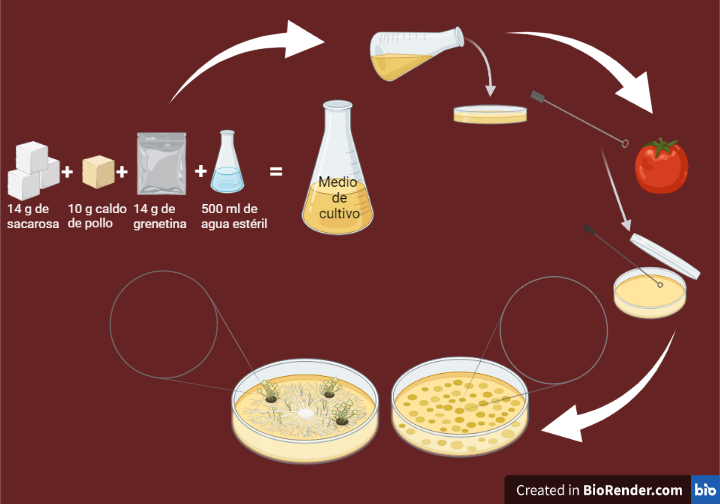 Medio
de
cultivo
14 g de
sacarosa
10 g caldo
de pollo
14 g de
grenetina
500 ml de
agua estéril
+
+
+
=
Created in BioRender.com
bio